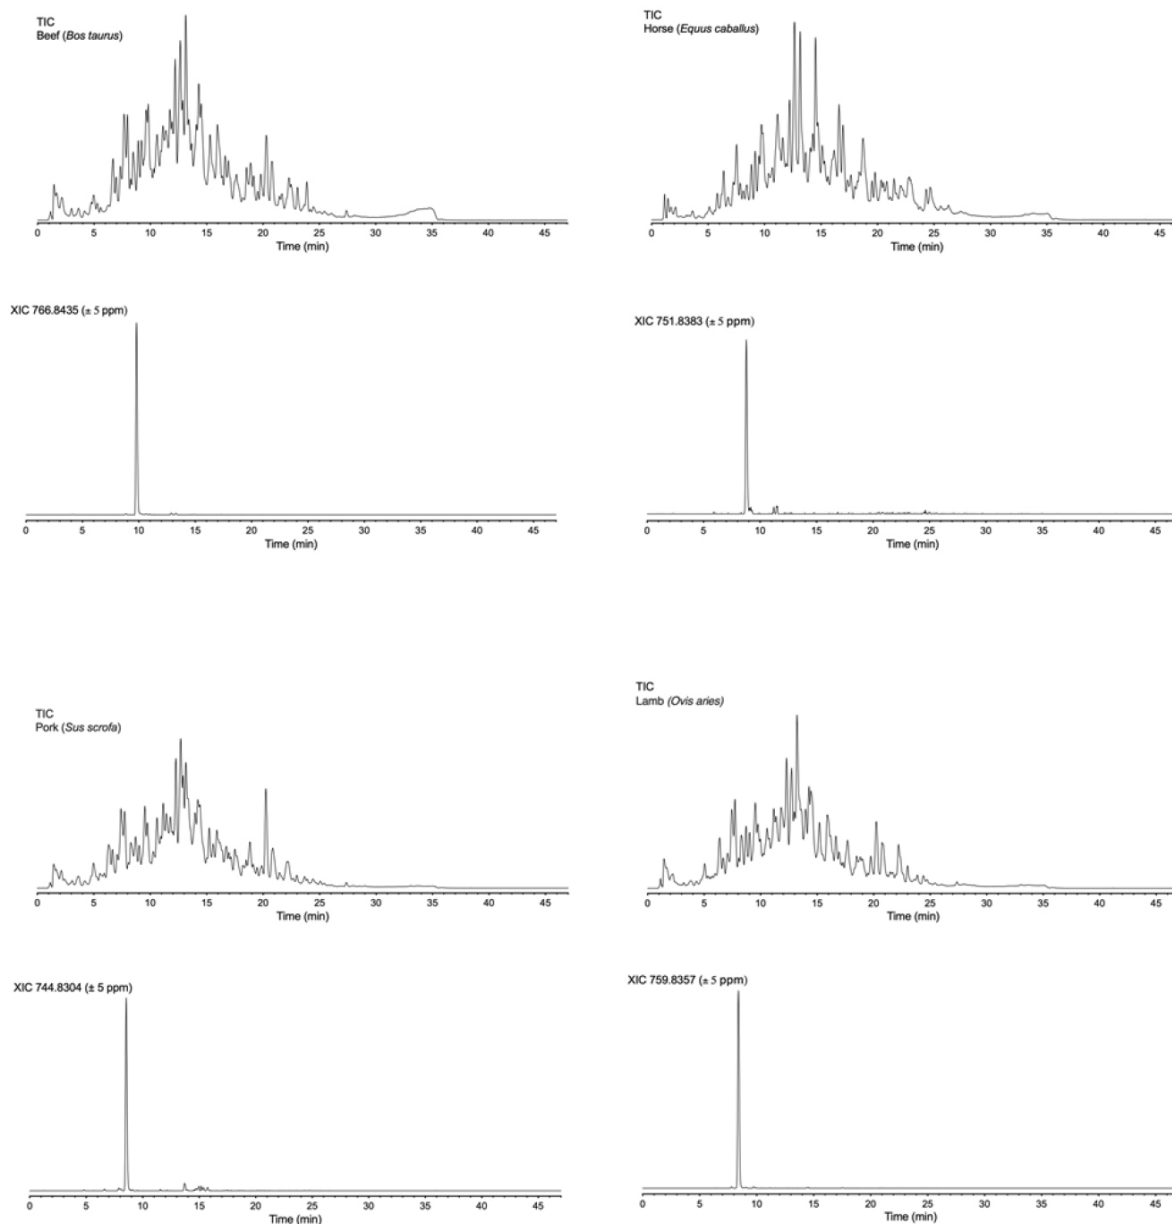 TIC
Beef (Bos taurus)
0 5 10 15 20 25 30 35 40 45
Time (min)
TIC
Horse (Equus caballus)
0 5 10 15 20 25 30 35 40 45
Time (min)
XIC 766.8435 (± 5 ppm)
0 5 10 15 20 25 30 35 40 45
Time (min)
XIC 751.8383 (± 5 ppm)
0 5 10 15 20 25 30 35 40 45
Time (min)
TIC
Pork (Sus scrofa)
0 5 10 15 20 25 30 35 40 45
Time (min)
TIC
Lamb (Ovis aries)
0 5 10 15 20 25 30 35 40 45
Time (min)
XIC 744.8304 (± 5 ppm)
0 5 10 15 20 25 30 35 40 45
Time (min)
XIC 759.8357 (± 5 ppm)
0 5 10 15 20 25 30 35 40 45
Time (min)